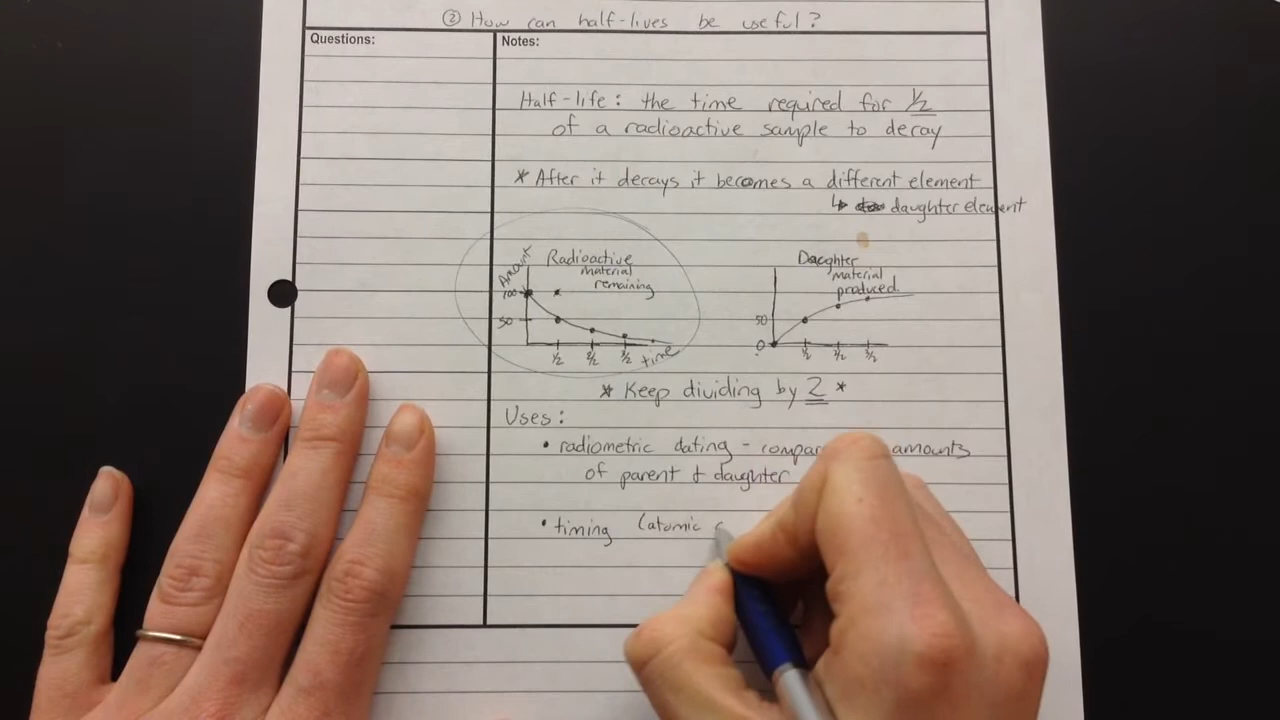 ② How can half-lives be useful?
Questions:
Notes:
Half-life: the time required for 1/2
of a radioactive sample to decay
* After it decays it becomes a different element
↳ daughter element
Amount
Radioactive
material
remaining
100
50
1/2 2/2 3/2 time
Daughter
material
produced
50
0
1/2 2/2 3/2
* Keep dividing by 2 *
Uses:
• radiometric dating - compar amounts
of parent & daughter
• timing (atomic c